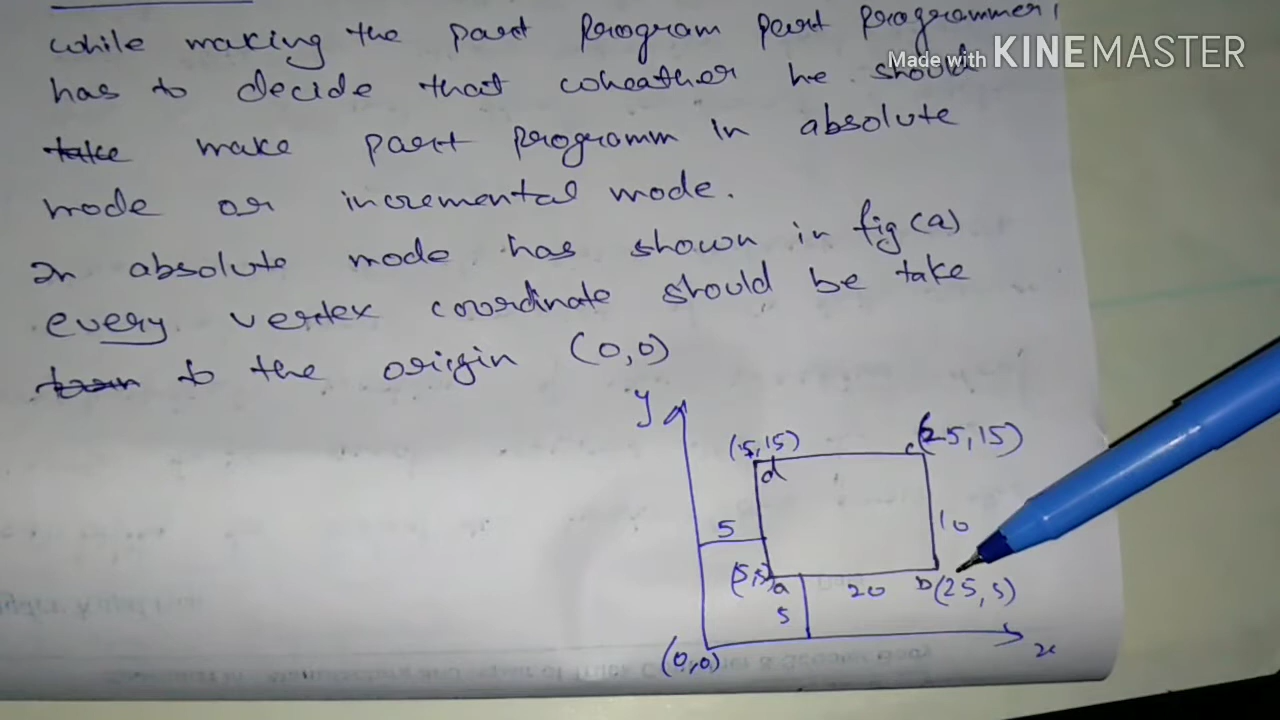 while making the part program part programmer
Made with KINEMASTER
has to decide that wheather he should
take make part programm in absolute
mode or incremental mode.
In absolute mode has shown in fig (a)
every vertex coordinate should be take
to the origin (0,0)
y
(5,15) c(25,15)
d
5 10
(5,5) a 20 b(25,5)
5
(0,0) x